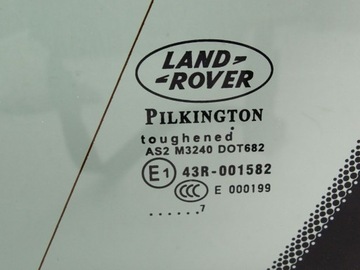 LAND-
-ROVER
PILKINGTON
toughened
AS2 M3240 DOT682
E1 43R-001582
CCC E 000199
......7